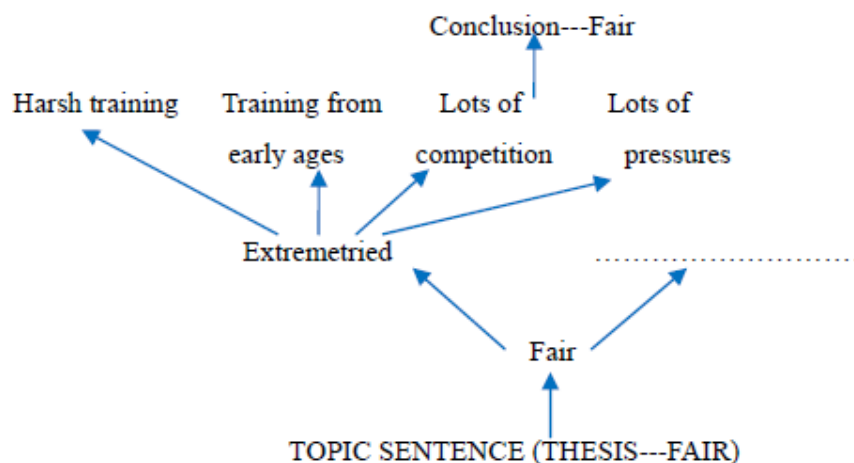 Conclusion---Fair
Harsh training Training from Lots of Lots of
early ages competition pressures
Extremetried ................................
Fair
TOPIC SENTENCE (THESIS---FAIR)